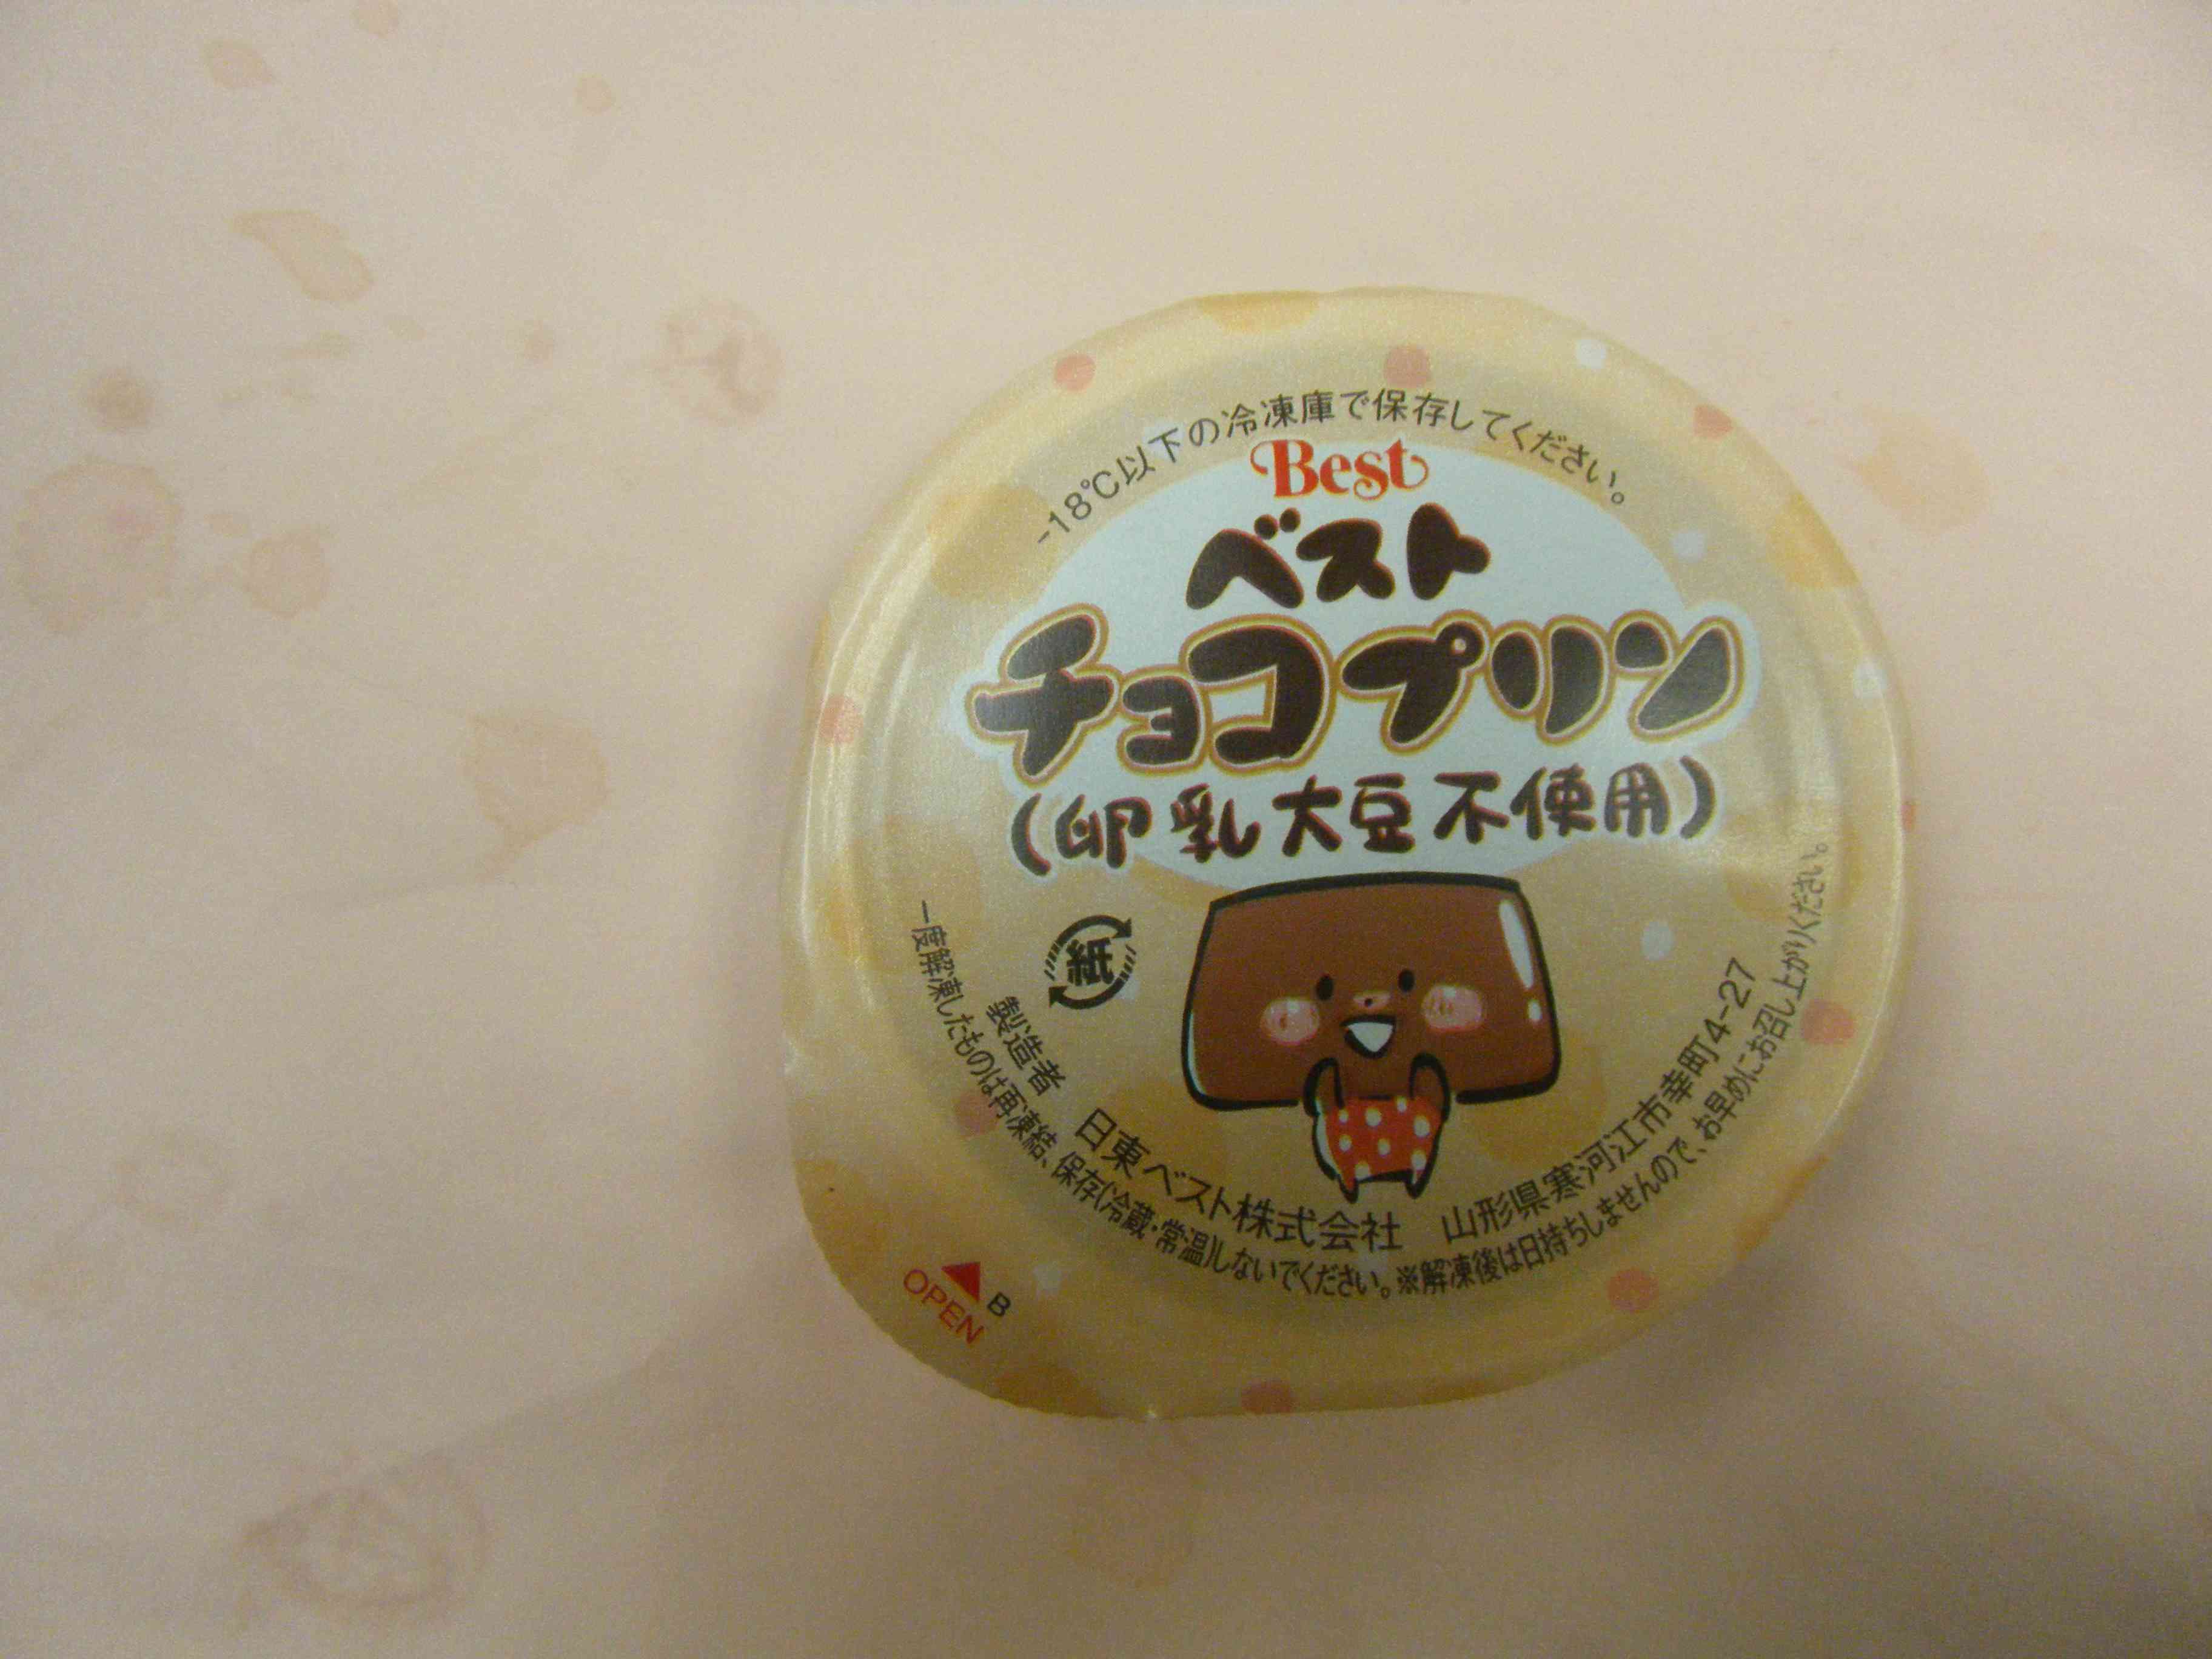 -18℃以下の冷凍庫で保存してください。
Best
ベスト
チョコプリン
(卵 乳 大豆 不使用)
紙
製造者 日東ベスト株式会社 山形県寒河江市幸町4-27
一度解凍したものは再凍結、保存(冷蔵・常温)しないでください。※解凍後は日持ちしませんので、お早めにお召し上がりください。
OPEN
B